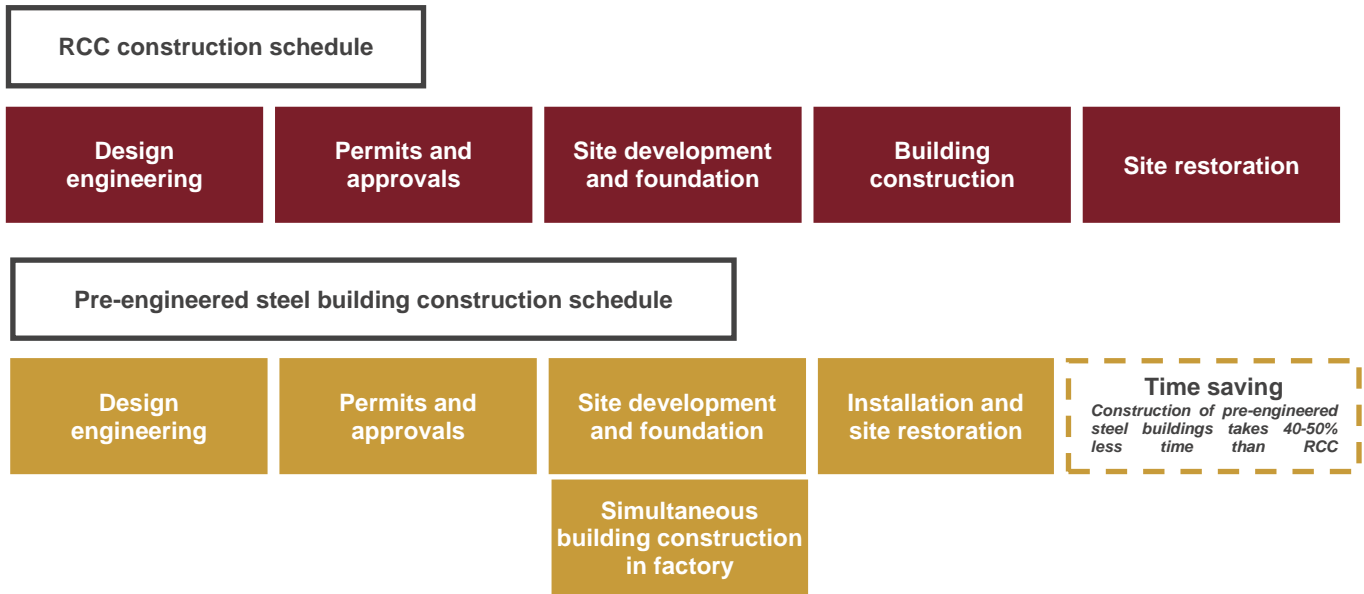 RCC construction schedule
Design
engineering
Permits and
approvals
Site development
and foundation
Building
construction
Site restoration
Pre-engineered steel building construction schedule
Design
engineering
Permits and
approvals
Site development
and foundation
Installation and
site restoration
Time saving
Construction of pre-engineered
steel buildings takes 40-50%
less time than RCC
Simultaneous
building construction
in factory